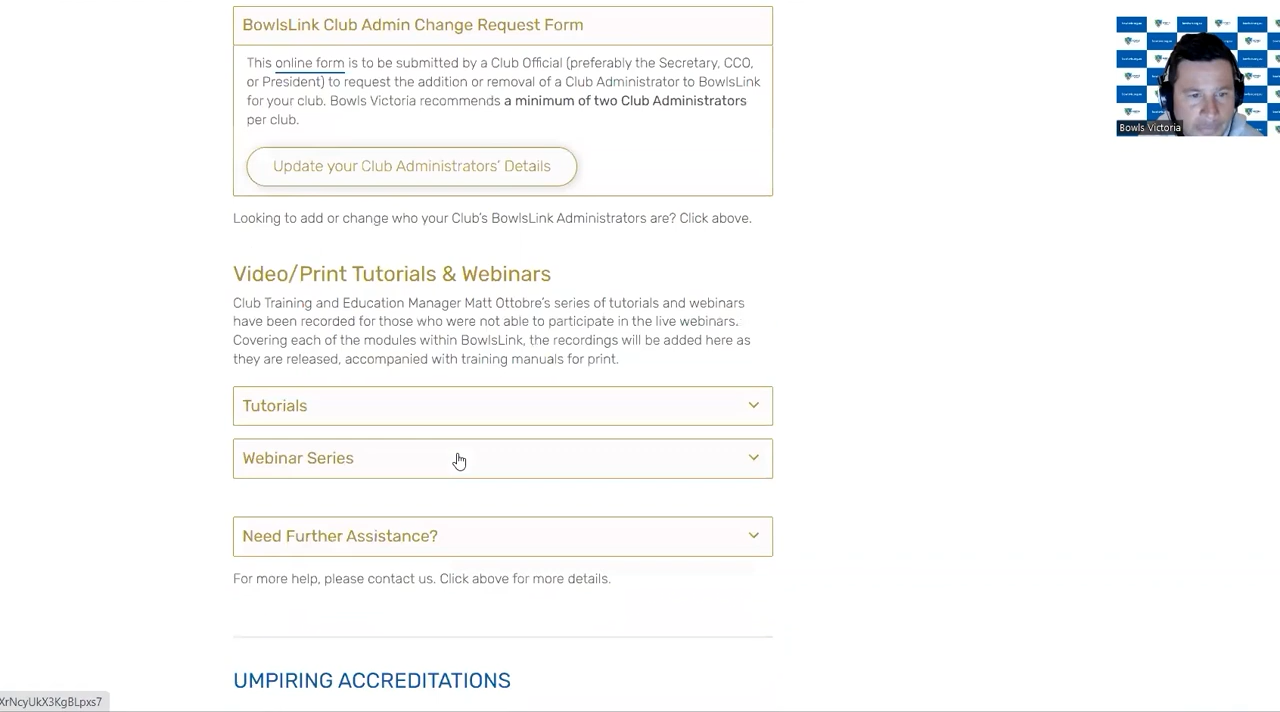 BowlsLink Club Admin Change Request Form
This online form is to be submitted by a Club Official (preferably the Secretary, CCO,
or President) to request the addition or removal of a Club Administrator to BowlsLink
for your club. Bowls Victoria recommends a minimum of two Club Administrators
per club.
Update your Club Administrators' Details
Looking to add or change who your Club's BowlsLink Administrators are? Click above.
Video/Print Tutorials & Webinars
Club Training and Education Manager Matt Ottobre's series of tutorials and webinars
have been recorded for those who were not able to participate in the live webinars.
Covering each of the modules within BowlsLink, the recordings will be added here as
they are released, accompanied with training manuals for print.
Tutorials
Webinar Series
Need Further Assistance?
For more help, please contact us. Click above for more details.
UMPIRING ACCREDITATIONS
XrNcyUkX3KgBLpxs7
Bowls Victoria